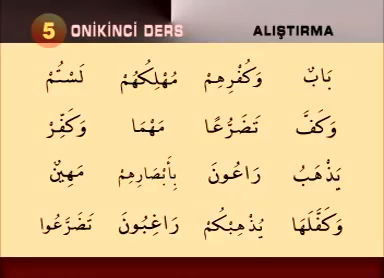 5 ONİKİNCİ DERS ALIŞTIRMA
بَابٌ وَكُفْرِهِمْ مُهْلِكُهُمْ لَسْتُمْ
وَكَفَّ تَضَرُّعًا مَهْمَا وَكَفِّرْ
يَذْهَبُ رَاعُونَ بِأَبْصَارِهِمْ مَهِينٌ
وَكَفَّلَهَا يُذْهِبْكُمْ رَاغِبُونَ تَضَرَّعُوا